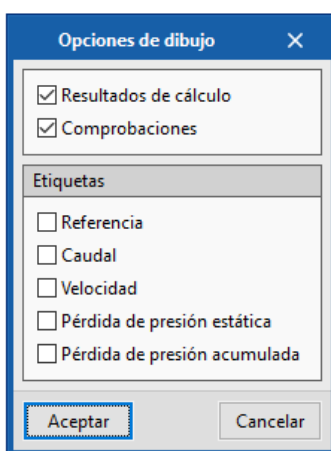 Opciones de dibujo
Resultados de cálculo
Comprobaciones
Etiquetas
Referencia
Caudal
Velocidad
Pérdida de presión estática
Pérdida de presión acumulada
Aceptar Cancelar